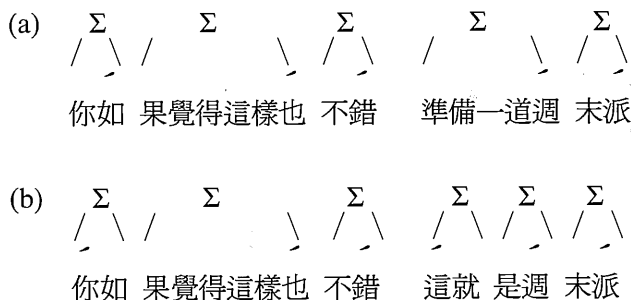 (a) Σ Σ Σ Σ Σ
你如 果覺得這樣也 不錯 準備一道週 末派
(b) Σ Σ Σ Σ Σ Σ
你如 果覺得這樣也 不錯 這就 是週 末派